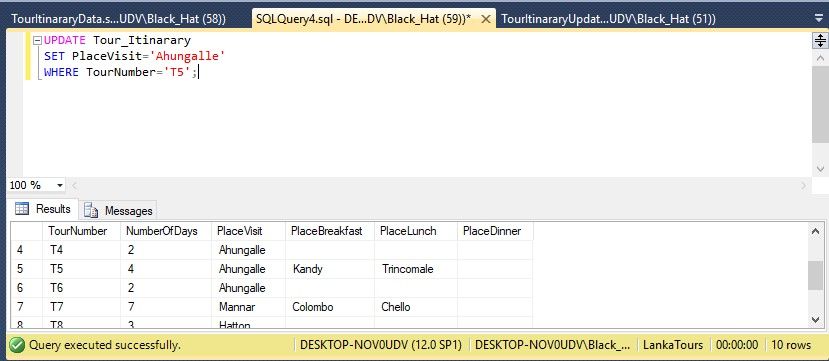 TourItinararyData.s...UDV\Black_Hat (58))
SQLQuery4.sql - DE...DV\Black_Hat (59))*
TourItinararyUpdat...UDV\Black_Hat (51))
UPDATE Tour_Itinarary
SET PlaceVisit='Ahungalle'
WHERE TourNumber='T5';
100 %
Results Messages
TourNumber NumberOfDays PlaceVisit PlaceBreakfast PlaceLunch PlaceDinner
4 T4 2 Ahungalle
5 T5 4 Ahungalle Kandy Trincomale
6 T6 2 Ahungalle
7 T7 7 Mannar Colombo Chello
8 T8 3 Hatton
Query executed successfully. DESKTOP-NOV0UDV (12.0 SP1) DESKTOP-NOV0UDV\Black_... LankaTours 00:00:00 10 rows